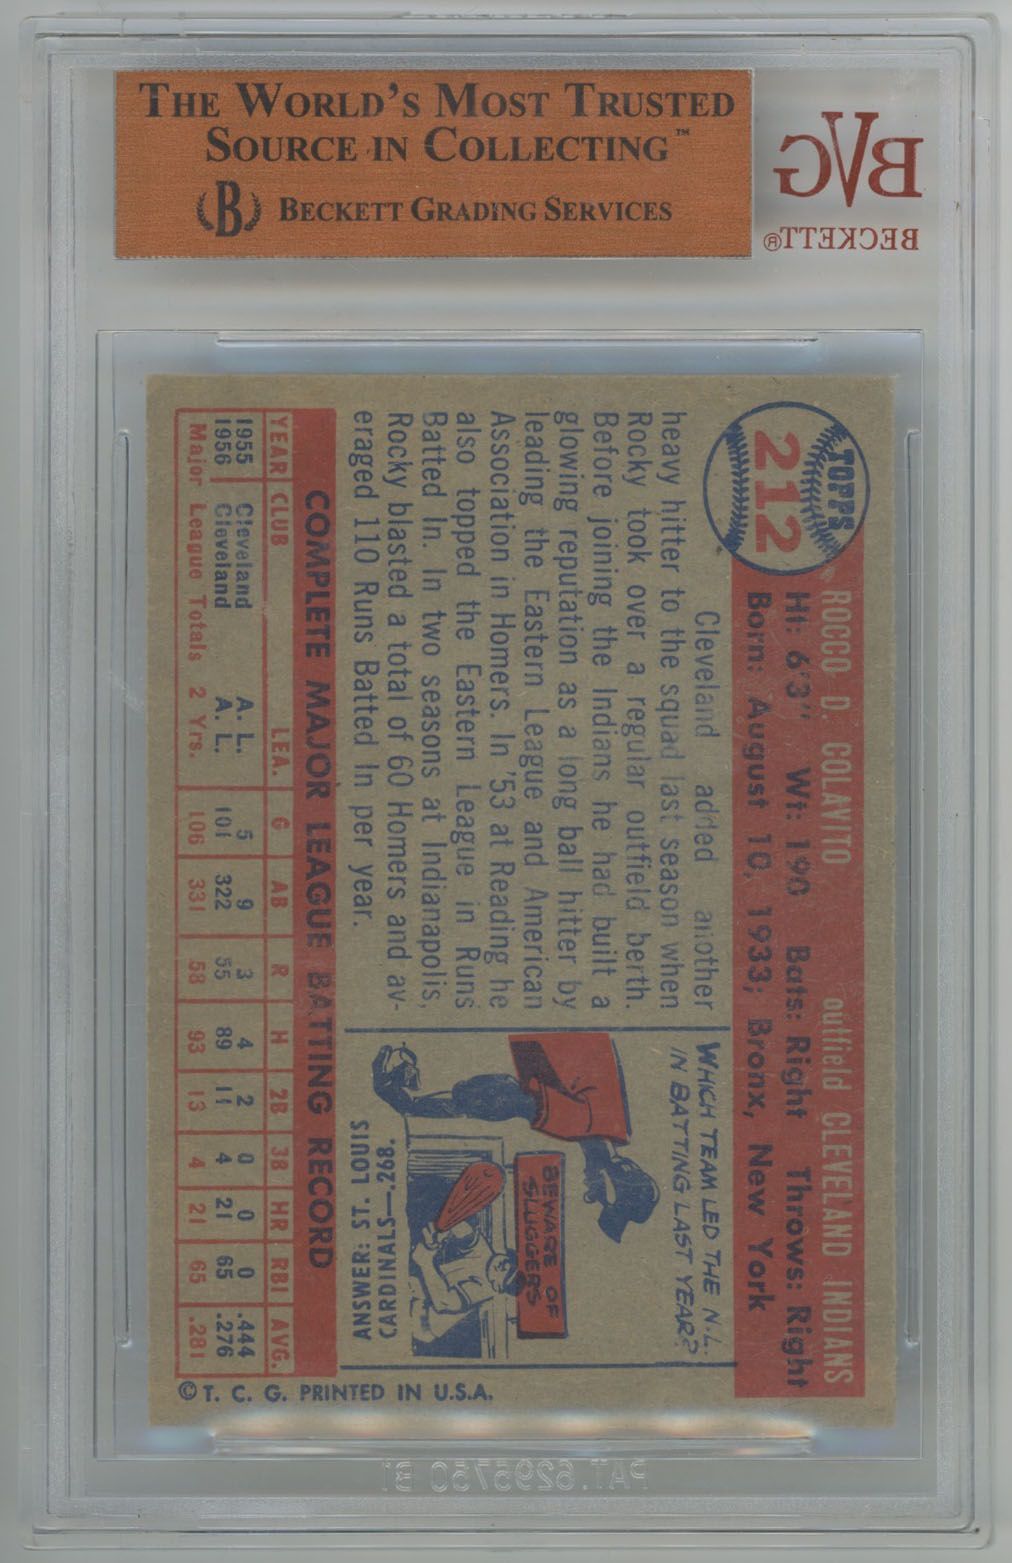 THE WORLD'S MOST TRUSTED
SOURCE IN COLLECTING™
B BECKETT GRADING SERVICES
BVG
BECKETT®
TOPPS
212
ROCCO D. COLAVITO outfield CLEVELAND INDIANS
Ht: 6'3" Wt: 190 Bats: Right Throws: Right
Born: August 10, 1933; Bronx, New York
Cleveland added another
heavy hitter to the squad last season when
Rocky took over a regular outfield berth.
Before joining the Indians he had built a
glowing reputation as a long ball hitter by
leading the Eastern League and American
Association in Homers. In '53 at Reading he
also topped the Eastern League in Runs
Batted In. In two seasons at Indianapolis,
Rocky blasted a total of 60 Homers and av-
eraged 110 Runs Batted In per year.
WHICH TEAM LED THE N.L.
IN BATTING LAST YEAR?
BEWARE OF
SLUGGERS
ANSWER: ST. LOUIS
CARDINALS—.268.
COMPLETE MAJOR LEAGUE BATTING RECORD
YEAR CLUB LEA. G AB R H 2B 3B HR RBI AVG.
1955 Cleveland A. L. 5 9 3 4 2 0 0 0 .444
1956 Cleveland A. L. 101 322 55 89 11 4 21 65 .276
Major League Totals 2 Yrs. 106 331 58 93 13 4 21 65 .281
© T. C. G. PRINTED IN U.S.A.
PAT.6295750 B1